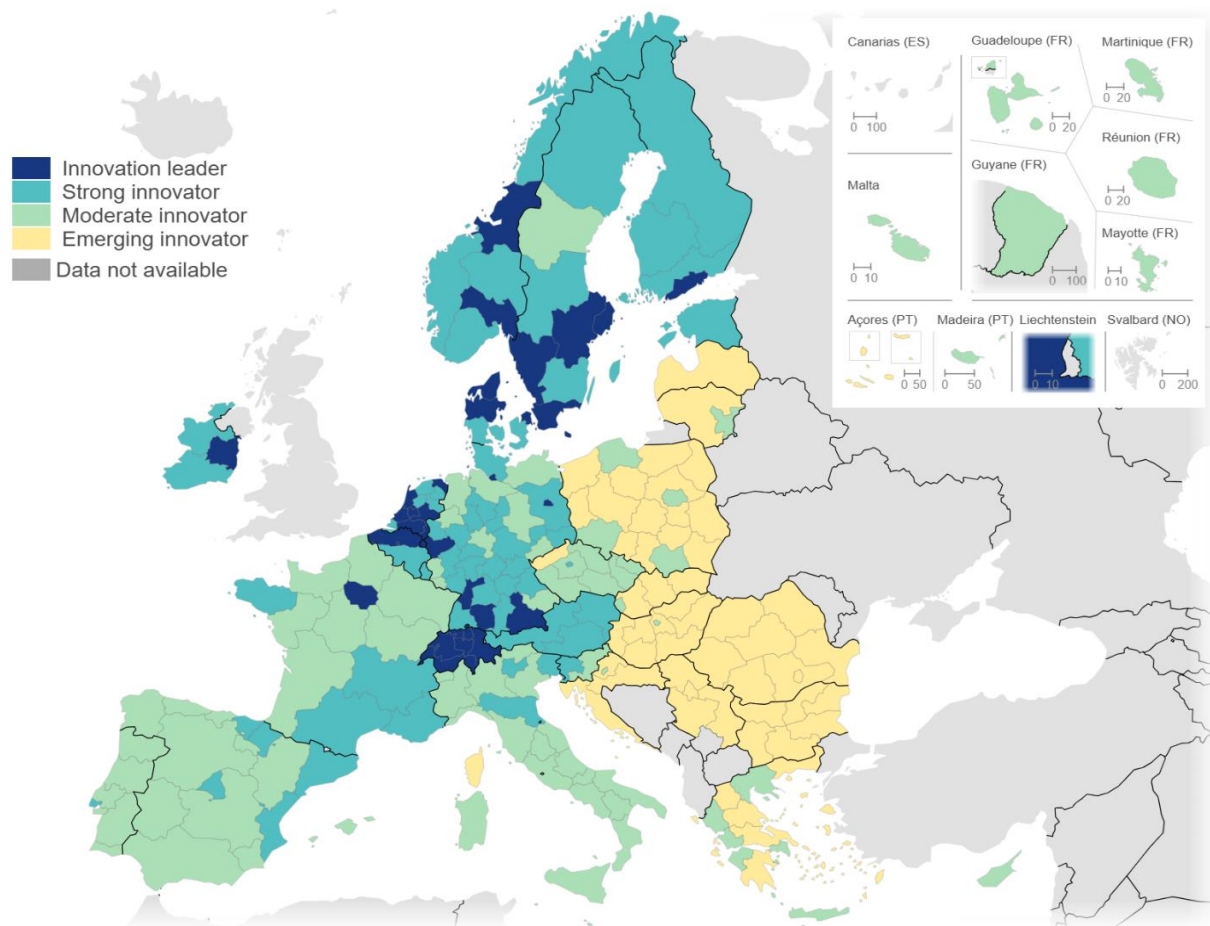 Innovation leader
Strong innovator
Moderate innovator
Emerging innovator
Data not available
Canarias (ES)
0 100
Guadeloupe (FR)
0 20
Martinique (FR)
0 20
Réunion (FR)
0 20
Malta
0 10
Guyane (FR)
0 100
Mayotte (FR)
0 10
Açores (PT)
0 50
Madeira (PT)
0 50
Liechtenstein
0 10
Svalbard (NO)
0 200